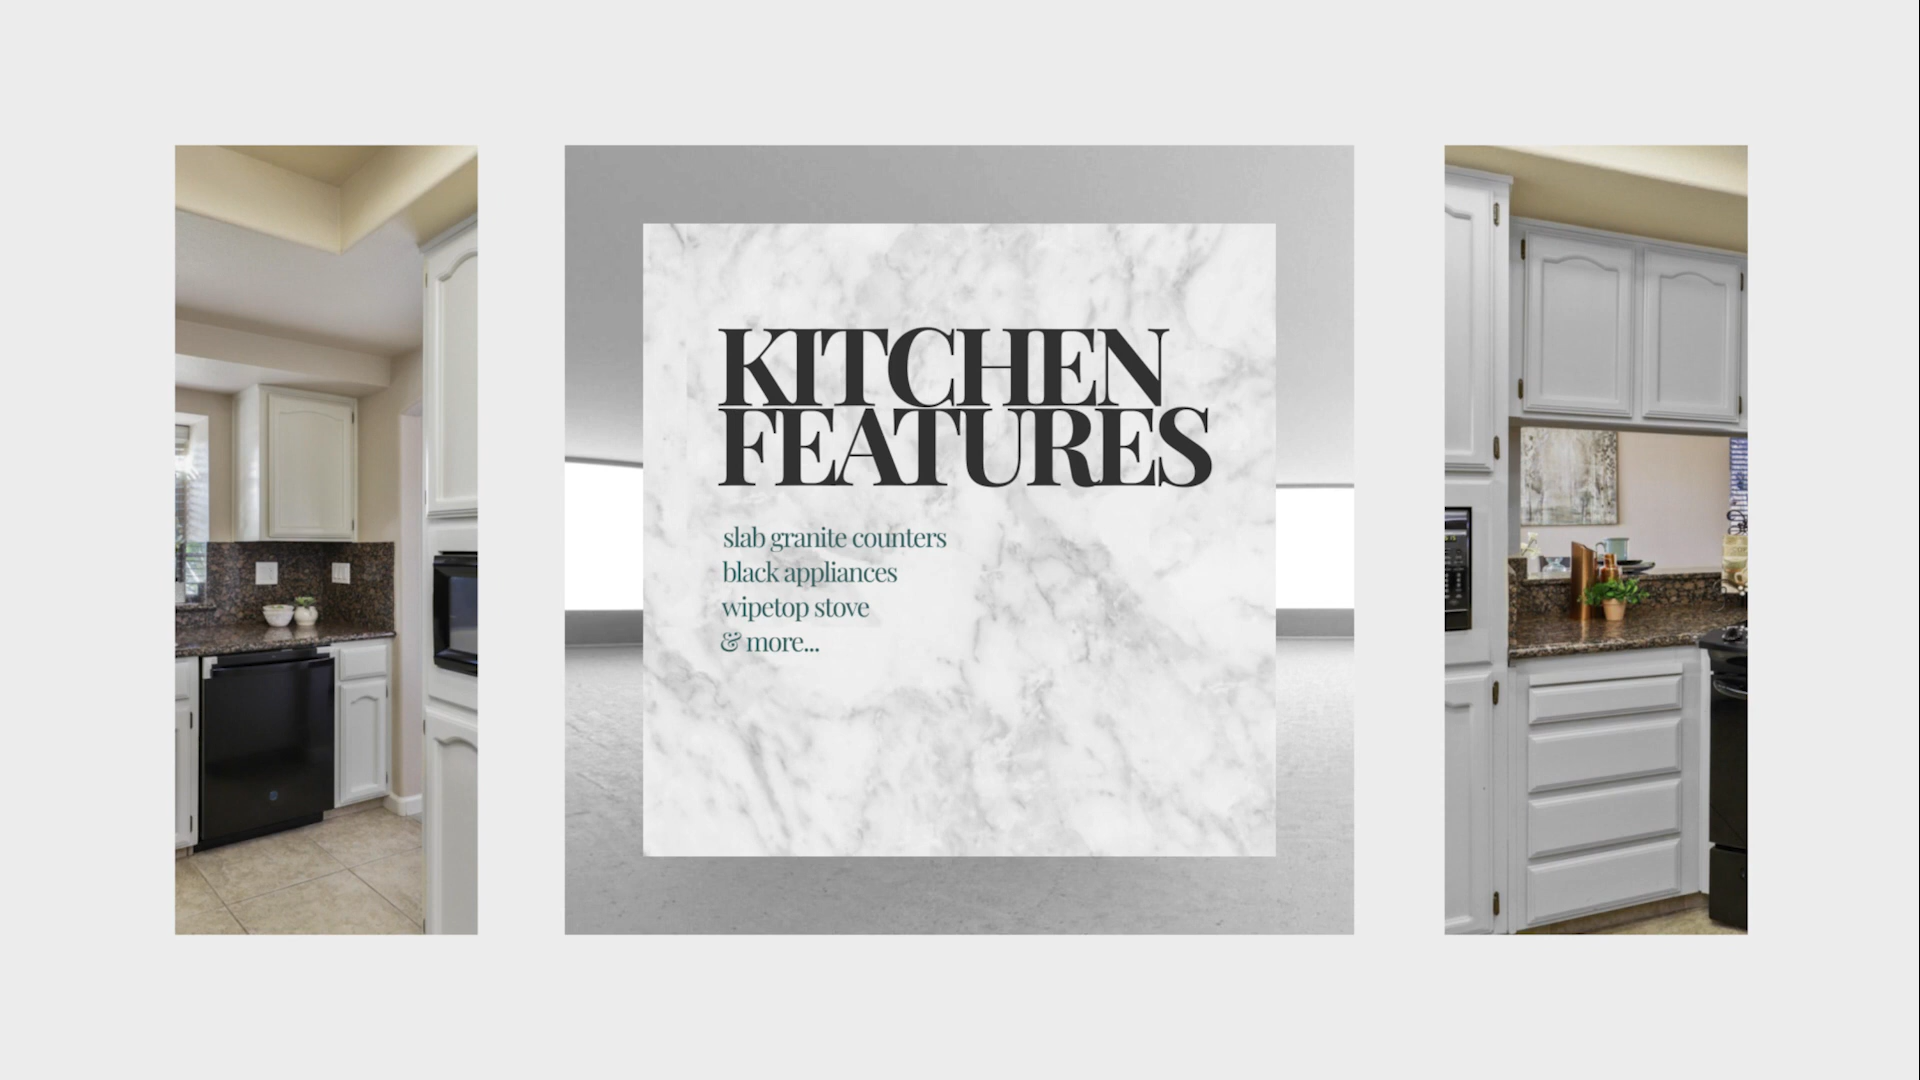 KITCHEN
FEATURES
slab granite counters
black appliances
wipetop stove
& more...